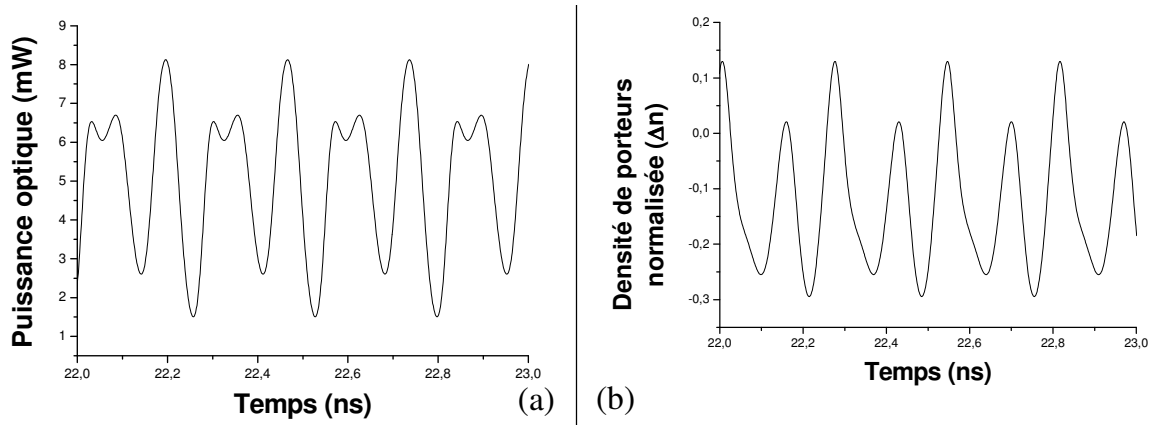 9
8
7
6
5
4
3
2
1
22,0 22,2 22,4 22,6 22,8 23,0
Puissance optique (mW)
Temps (ns)
(a)
0,2
0,1
0,0
-0,1
-0,2
-0,3
22,0 22,2 22,4 22,6 22,8 23,0
Densité de porteurs
normalisée (Δn)
Temps (ns)
(b)